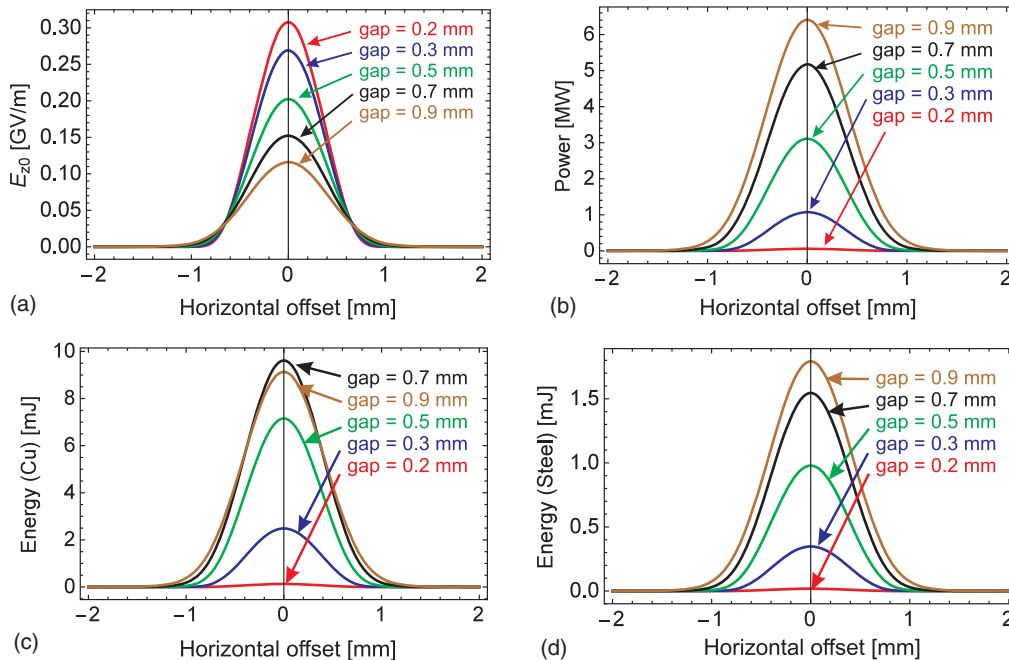 0.30
0.25
0.20
0.15
0.10
0.05
0.00
E_z0 [GV/m]
gap = 0.2 mm
gap = 0.3 mm
gap = 0.5 mm
gap = 0.7 mm
gap = 0.9 mm
−2 −1 0 1 2
Horizontal offset [mm]
(a)
6
5
4
3
2
1
0
Power [MW]
gap = 0.9 mm
gap = 0.7 mm
gap = 0.5 mm
gap = 0.3 mm
gap = 0.2 mm
−2 −1 0 1 2
Horizontal offset [mm]
(b)
10
8
6
4
2
0
Energy (Cu) [mJ]
gap = 0.7 mm
gap = 0.9 mm
gap = 0.5 mm
gap = 0.3 mm
gap = 0.2 mm
−2 −1 0 1 2
Horizontal offset [mm]
(c)
1.5
1.0
0.5
0.0
Energy (Steel) [mJ]
gap = 0.9 mm
gap = 0.7 mm
gap = 0.5 mm
gap = 0.3 mm
gap = 0.2 mm
−2 −1 0 1 2
Horizontal offset [mm]
(d)